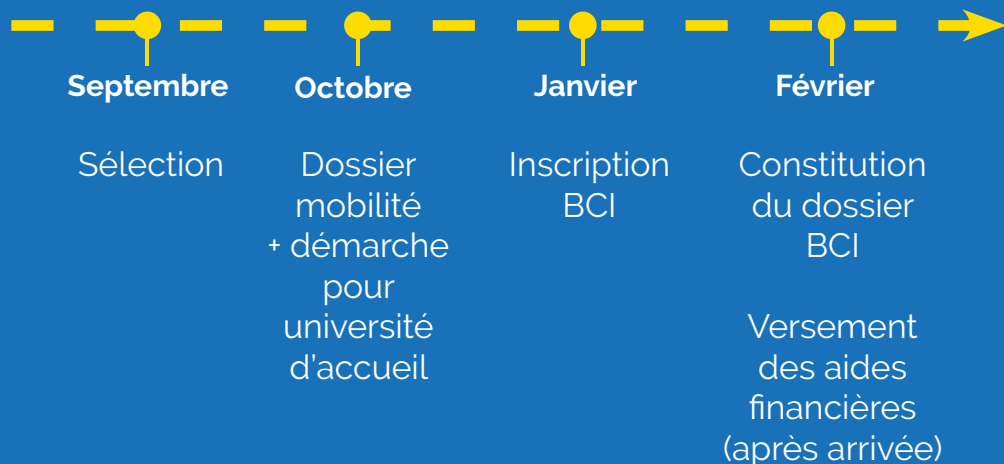 Septembre
Sélection
Octobre
Dossier
mobilité
+ démarche
pour
université
d'accueil
Janvier
Inscription
BCI
Février
Constitution
du dossier
BCI
Versement
des aides
financières
(après arrivée)